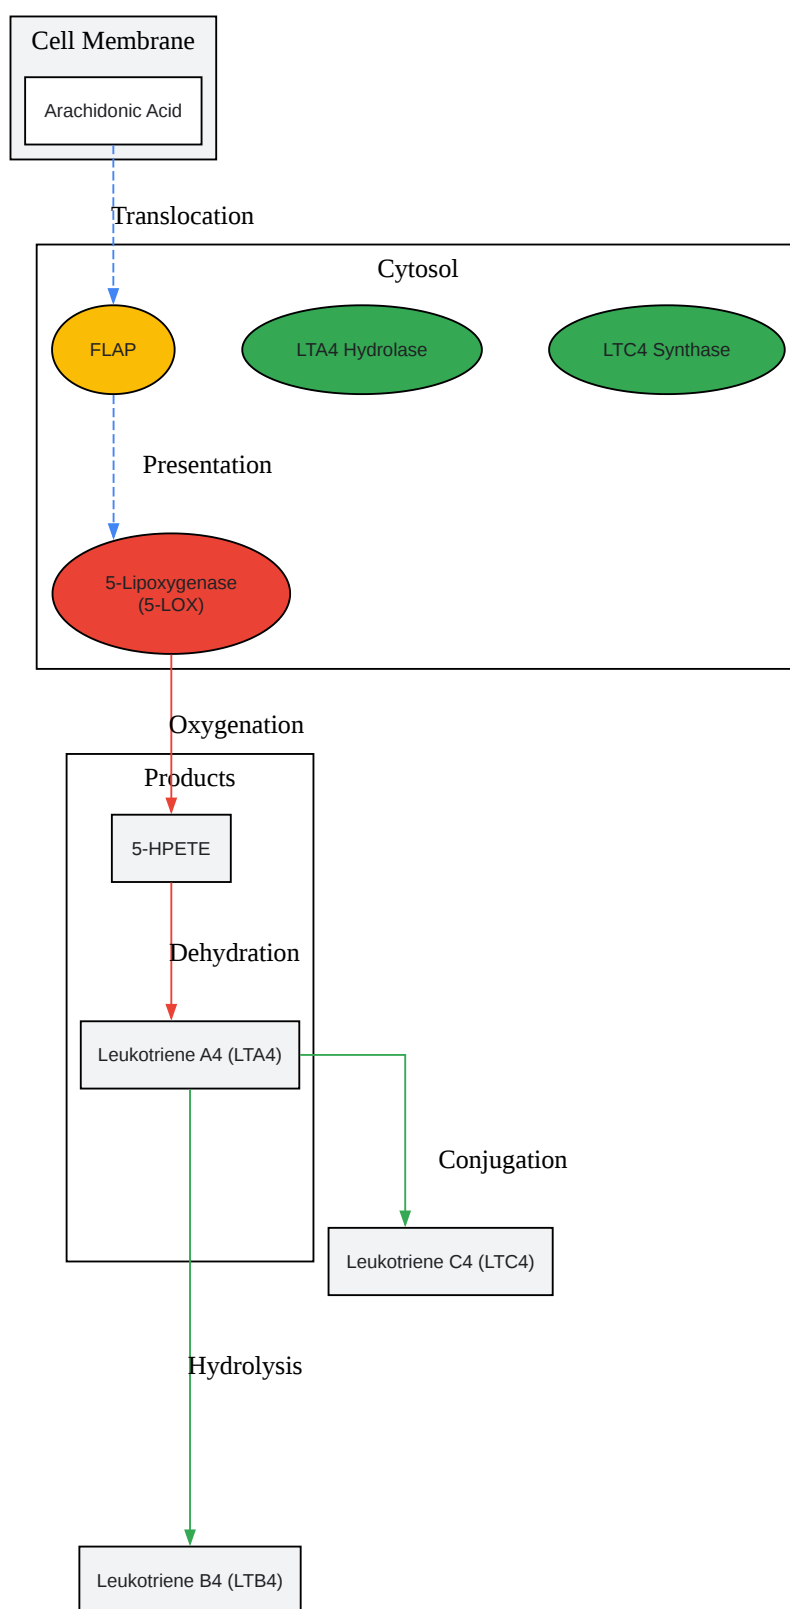 Cell Membrane
Arachidonic Acid
Translocation
Cytosol
FLAP
LTA4 Hydrolase
LTC4 Synthase
Presentation
5-Lipoxygenase
(5-LOX)
Oxygenation
Products
5-HPETE
Dehydration
Leukotriene A4 (LTA4)
Conjugation
Leukotriene C4 (LTC4)
Hydrolysis
Leukotriene B4 (LTB4)